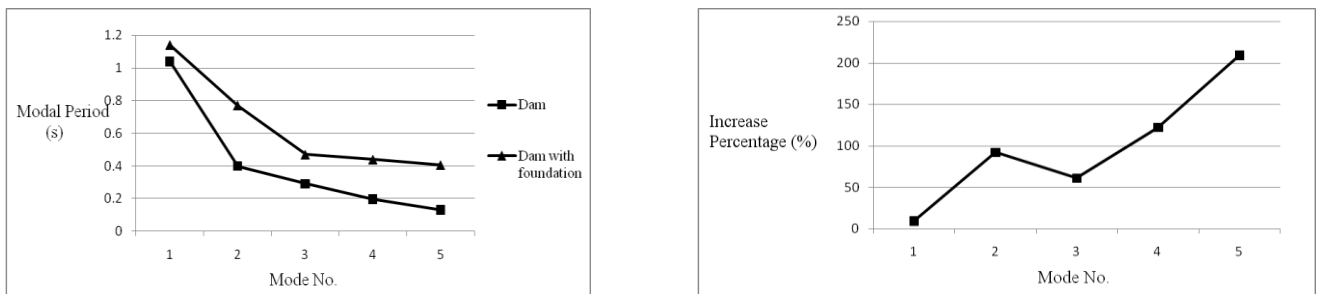 1.2
1
0.8
0.6
0.4
0.2
0
Modal Period
(s)
1 2 3 4 5
Mode No.
Dam
Dam with
foundation
250
200
150
100
50
0
Increase
Percentage (%)
1 2 3 4 5
Mode No.